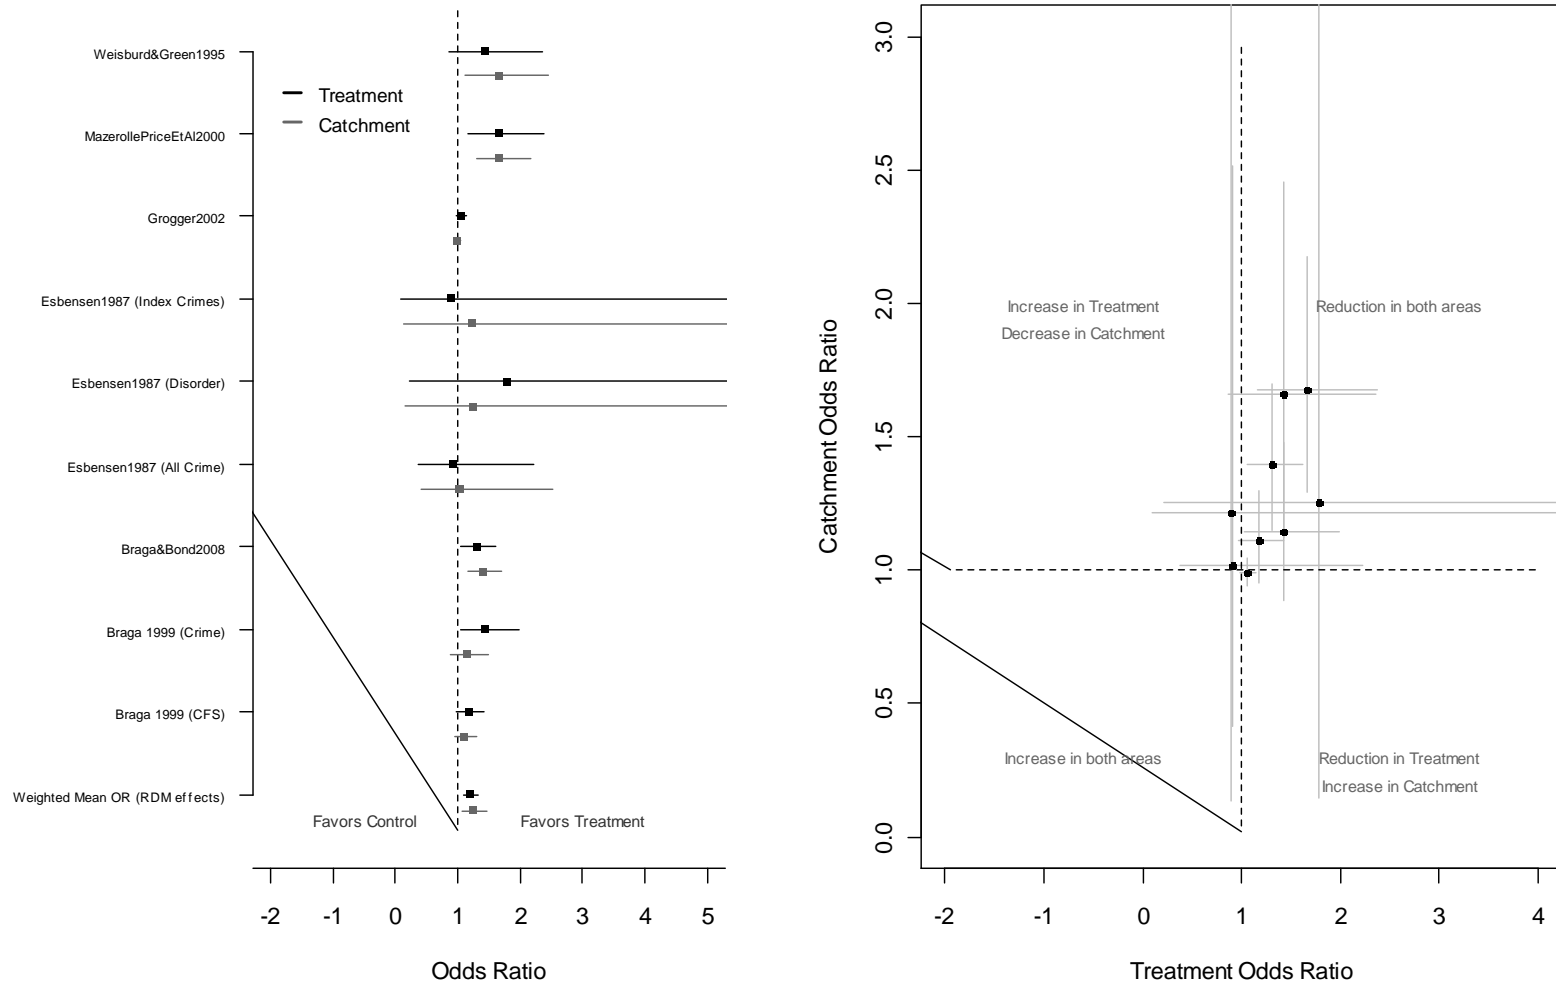 Weisburd&Green1995
Treatment
Catchment
MazerollePriceEtAl2000
Grogger2002
Esbensen1987 (Index Crimes)
Esbensen1987 (Disorder)
Esbensen1987 (All Crime)
Braga&Bond2008
Braga 1999 (Crime)
Braga 1999 (CFS)
Weighted Mean OR (RDM effects)
Favors Control
Favors Treatment
-2 -1 0 1 2 3 4 5
Odds Ratio
3.0
2.5
2.0
1.5
1.0
0.5
0.0
Catchment Odds Ratio
Increase in Treatment
Decrease in Catchment
Reduction in both areas
Increase in both areas
Reduction in Treatment
Increase in Catchment
-2 -1 0 1 2 3 4
Treatment Odds Ratio